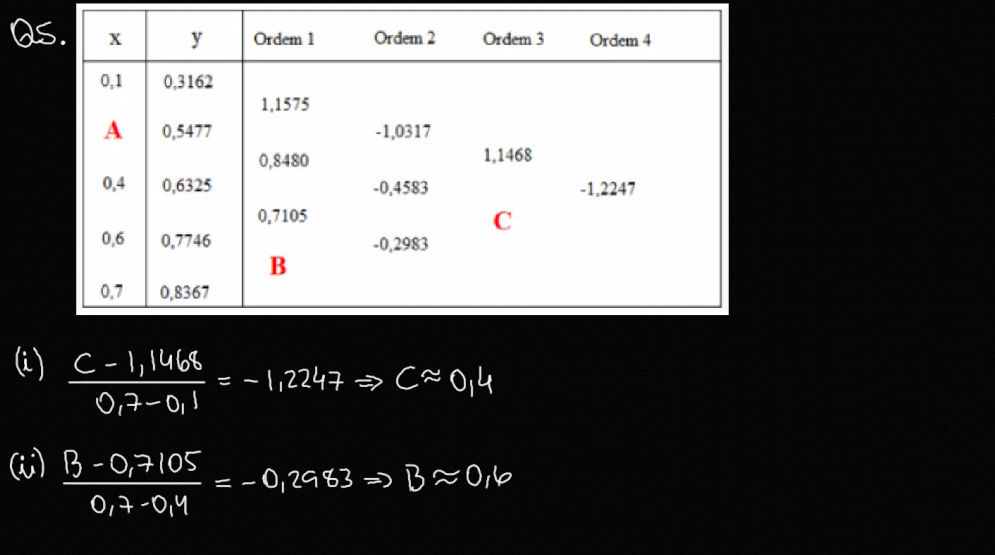 Q5.
x y Ordem 1 Ordem 2 Ordem 3 Ordem 4
0,1 0,3162
1,1575
A 0,5477 -1,0317
0,8480 1,1468
0,4 0,6325 -0,4583 -1,2247
0,7105 C
0,6 0,7746 -0,2983
B
0,7 0,8367
(i) C - 1,1468 / 0,7 - 0,1 = - 1,2247 => C ≈ 0,4
(ii) B - 0,7105 / 0,7 - 0,4 = - 0,2983 => B ≈ 0,6